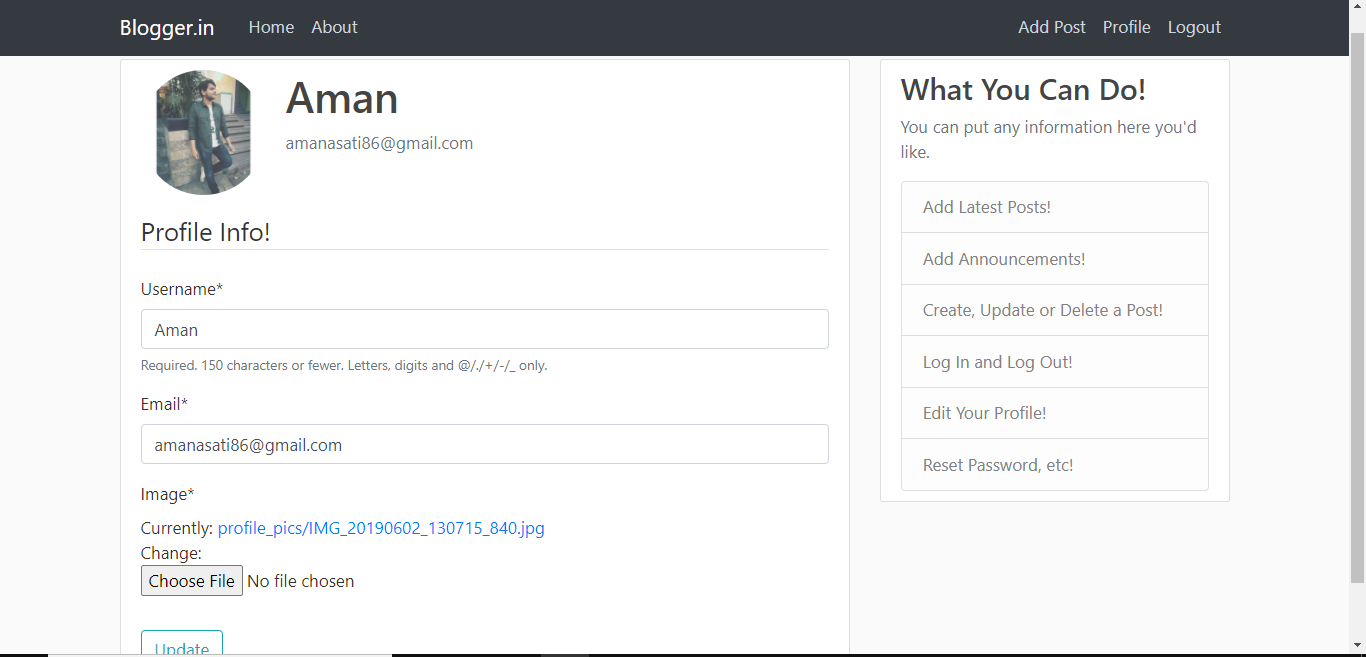 Blogger.in Home About Add Post Profile Logout
Aman
amanasati86@gmail.com
Profile Info!
Username*
Aman
Required. 150 characters or fewer. Letters, digits and @/./+/-/_ only.
Email*
amanasati86@gmail.com
Image*
Currently: profile_pics/IMG_20190602_130715_840.jpg
Change:
Choose File No file chosen
Update
What You Can Do!
You can put any information here you'd
like.
Add Latest Posts!
Add Announcements!
Create, Update or Delete a Post!
Log In and Log Out!
Edit Your Profile!
Reset Password, etc!